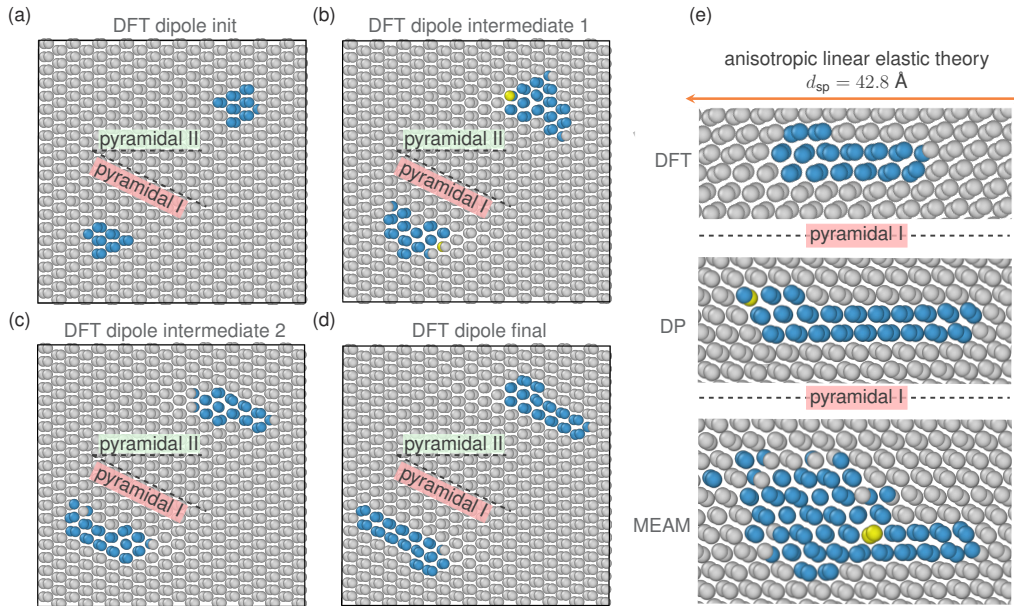 (a)
DFT dipole init
pyramidal II
pyramidal I
(b)
DFT dipole intermediate 1
pyramidal II
pyramidal I
(c)
DFT dipole intermediate 2
pyramidal II
pyramidal I
(d)
DFT dipole final
pyramidal II
pyramidal I
(e)
anisotropic linear elastic theory
d_sp = 42.8 Å
DFT
pyramidal I
DP
pyramidal I
MEAM